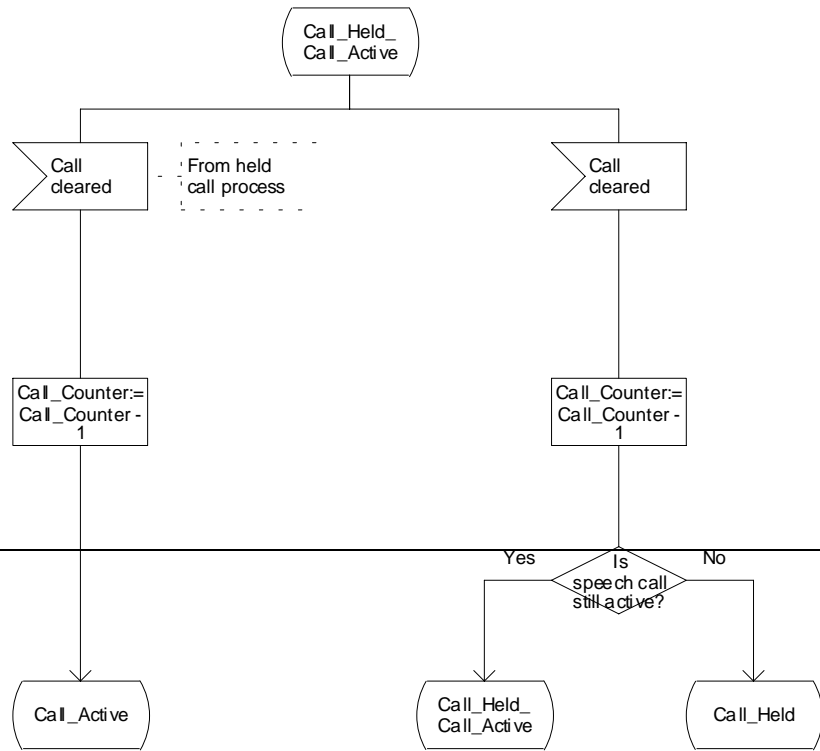 Call_Held_
Call_Active
Call
cleared
From held
call process
Call
cleared
Call_Counter:=
Call_Counter -
1
Call_Counter:=
Call_Counter -
1
Yes
Is
speech call
still active?
No
Call_Active
Call_Held_
Call_Active
Call_Held